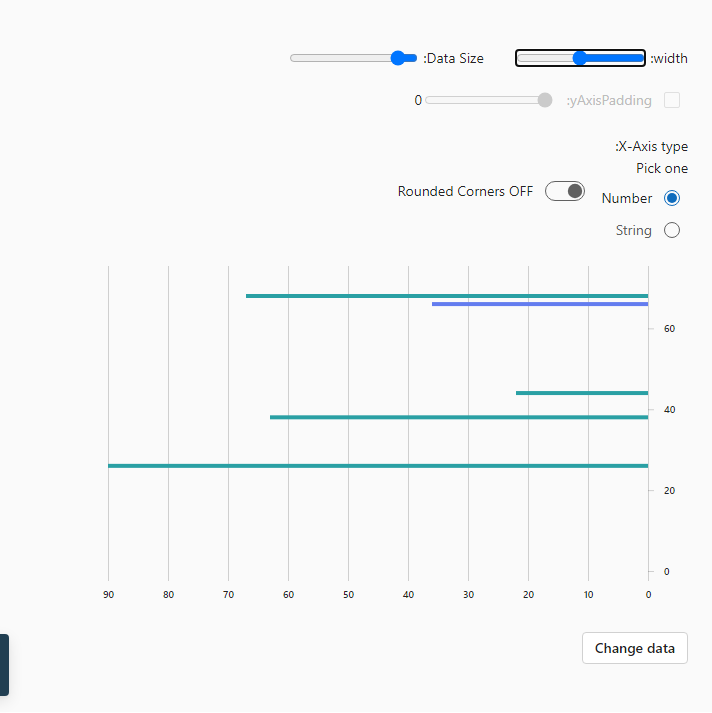 :width
:Data Size
:yAxisPadding
0
:X-Axis type
Pick one
Number
Rounded Corners OFF
String
60
40
20
0
90 80 70 60 50 40 30 20 10 0
Change data